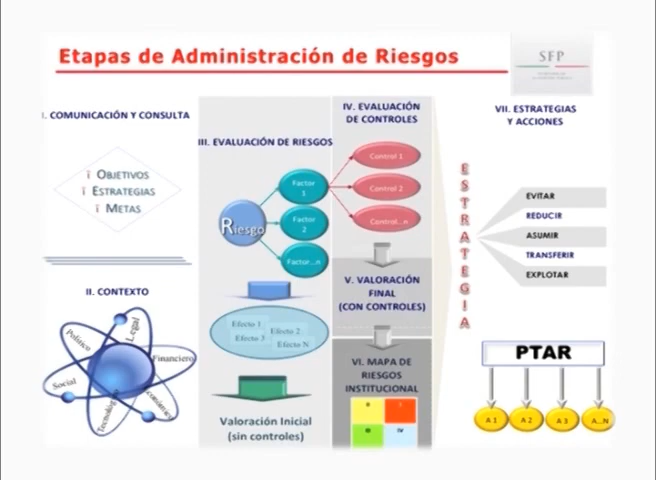 Etapas de Administración de Riesgos
SFP
I. COMUNICACIÓN Y CONSULTA
OBJETIVOS
ESTRATEGIAS
METAS
II. CONTEXTO
Político
Legal
Financiero
Social
III. EVALUACIÓN DE RIESGOS
Riesgo
Factor
1
Factor
2
Factor...n
Efecto 1
Efecto 2
Efecto 3
Efecto N
Valoración Inicial
(sin controles)
IV. EVALUACIÓN
DE CONTROLES
Control 1
Control 2
Control...n
V. VALORACIÓN
FINAL
(CON CONTROLES)
VI. MAPA DE
RIESGOS
INSTITUCIONAL
II
I
III
IV
ESTRATEGIA
VII. ESTRATEGIAS
Y ACCIONES
EVITAR
REDUCIR
ASUMIR
TRANSFERIR
EXPLOTAR
PTAR
A 1
A 2
A 3
A...N